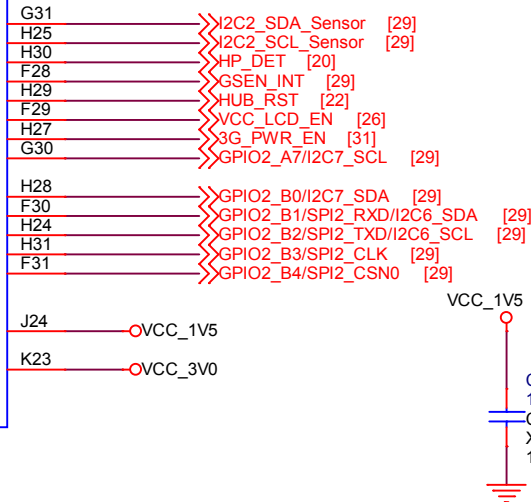 G31 I2C2_SDA_Sensor [29]
H25 I2C2_SCL_Sensor [29]
H30 HP_DET [20]
F28 GSEN_INT [29]
H29 HUB_RST [22]
F29 VCC_LCD_EN [26]
H27 3G_PWR_EN [31]
G30 GPIO2_A7/I2C7_SCL [29]
H28 GPIO2_B0/I2C7_SDA [29]
F30 GPIO2_B1/SPI2_RXD/I2C6_SDA [29]
H24 GPIO2_B2/SPI2_TXD/I2C6_SCL [29]
H31 GPIO2_B3/SPI2_CLK [29]
F31 GPIO2_B4/SPI2_CSN0 [29]
VCC_1V5
J24 VCC_1V5
K23 VCC_3V0